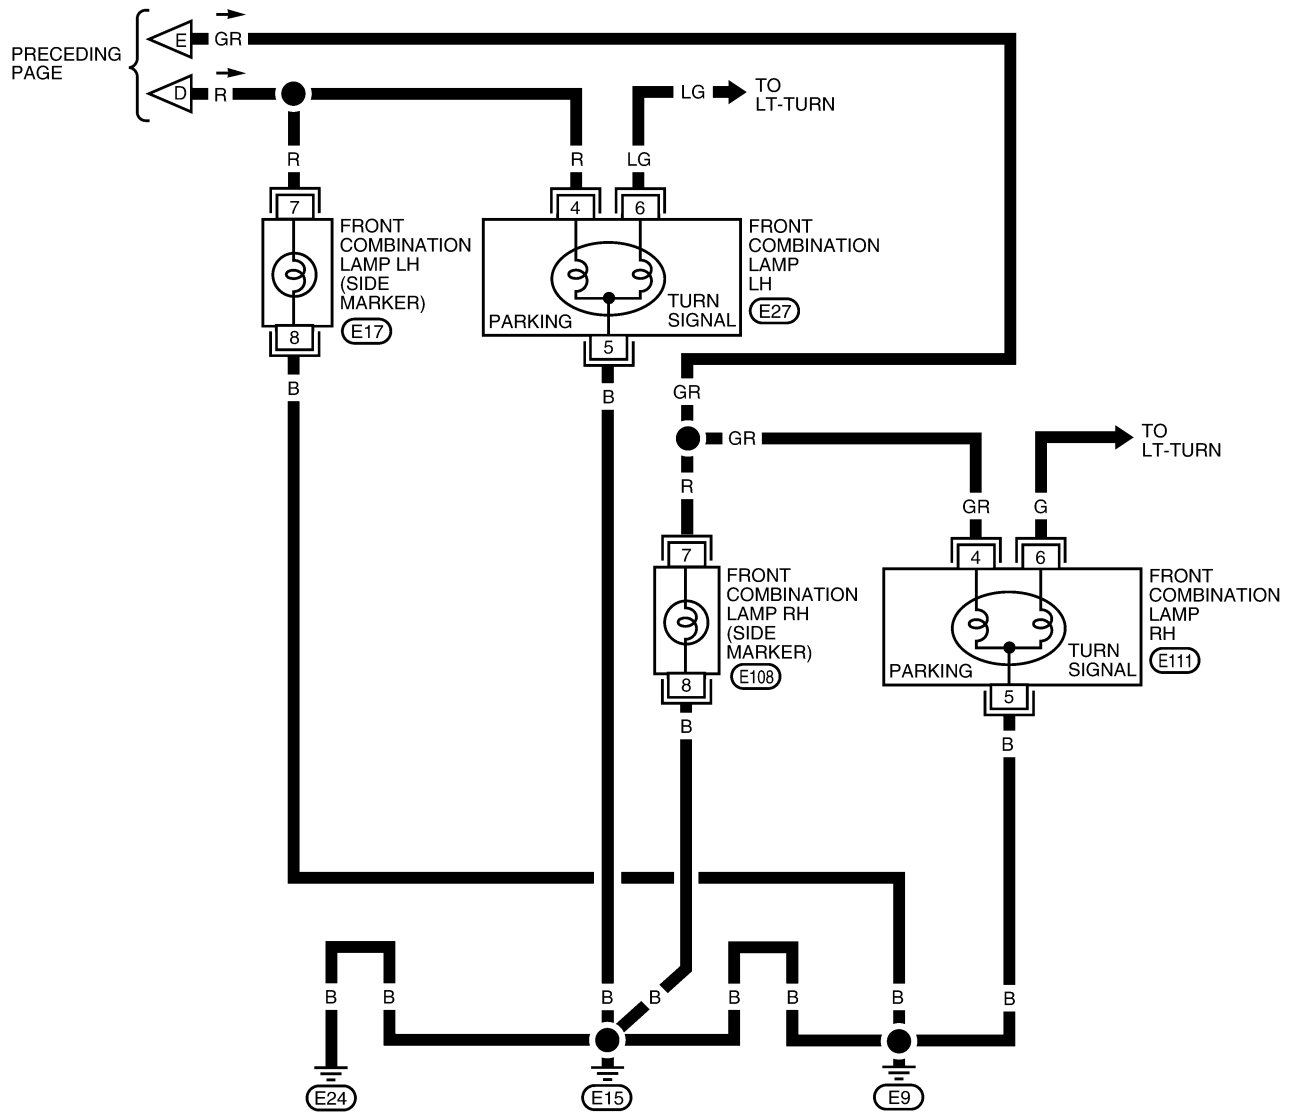 PRECEDING
PAGE
E
GR
D
R
LG
TO
LT-TURN
R
R
LG
7
4
6
FRONT
COMBINATION
LAMP LH
(SIDE
MARKER)
E17
8
B
PARKING
TURN
SIGNAL
5
B
FRONT
COMBINATION
LAMP
LH
E27
GR
GR
R
TO
LT-TURN
GR
G
7
4
6
FRONT
COMBINATION
LAMP RH
(SIDE
MARKER)
E108
8
B
PARKING
TURN
SIGNAL
5
B
FRONT
COMBINATION
LAMP
RH
E111
B
B
B
B
B
B
B
B
E24
E15
E9